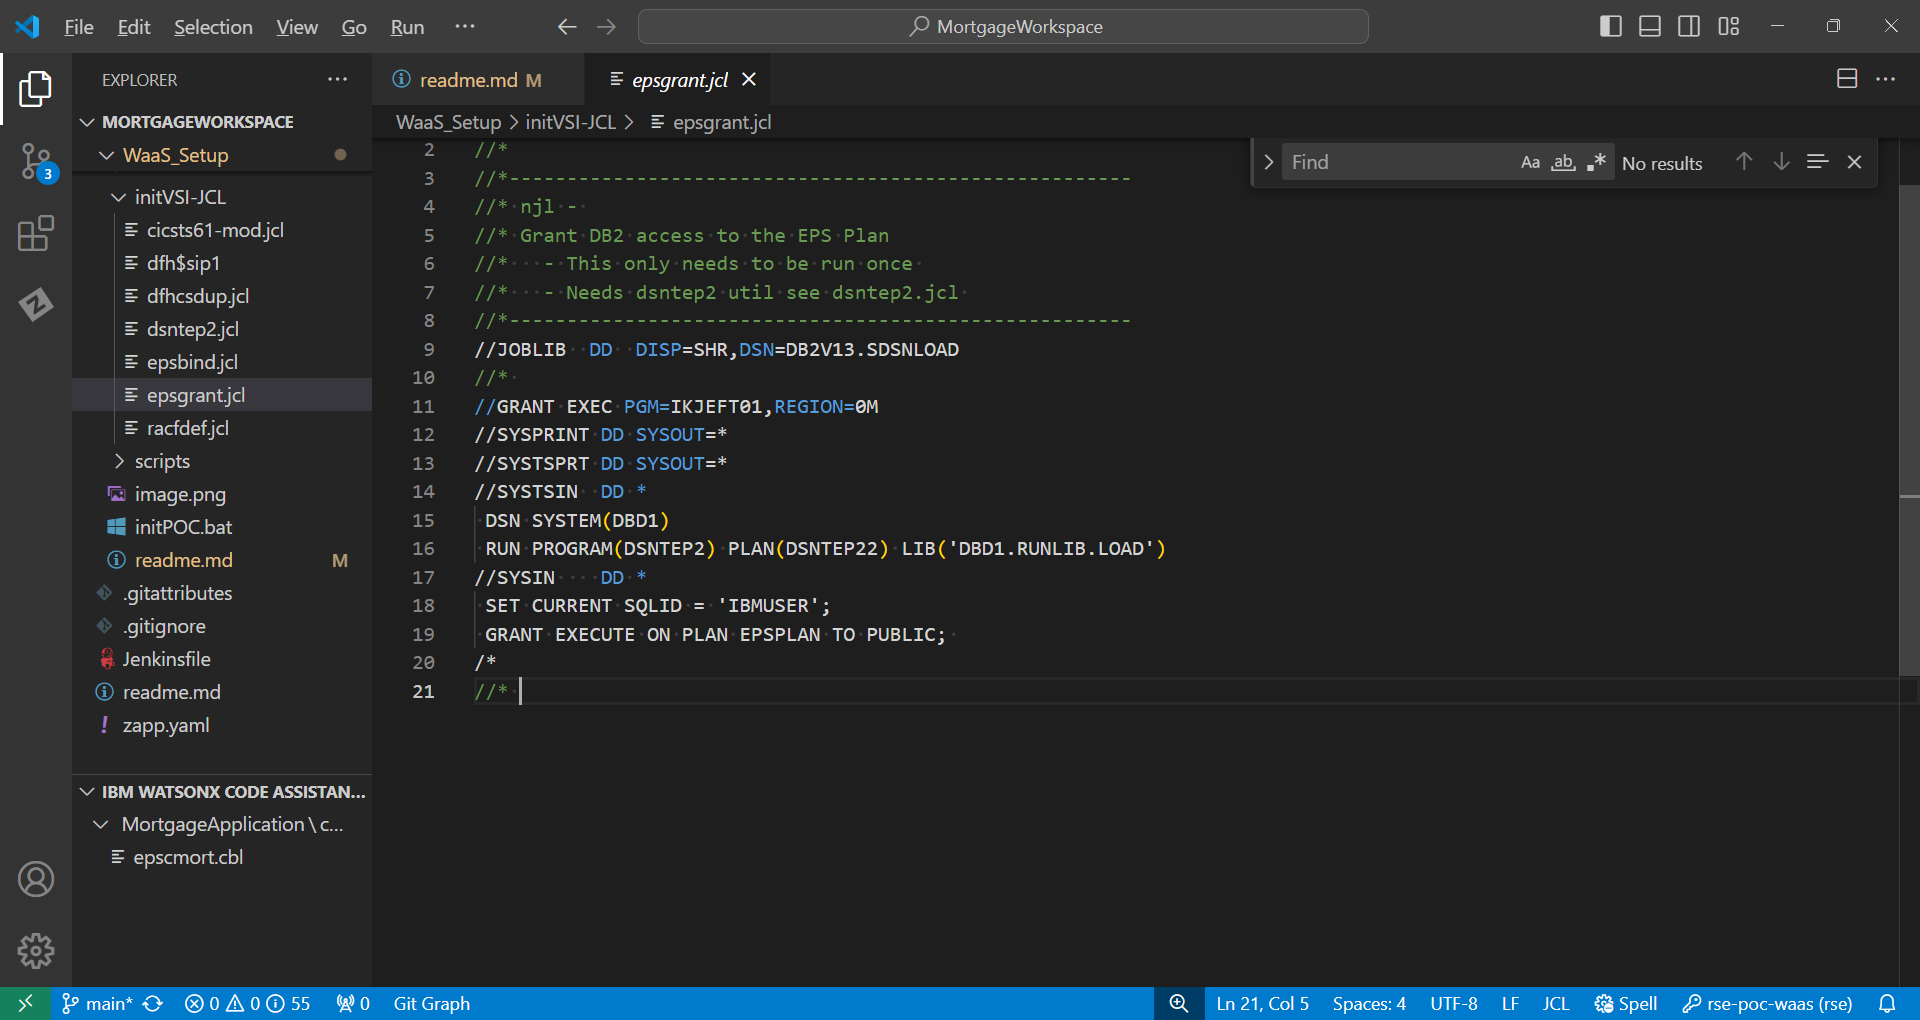 File Edit Selection View Go Run ··· MortgageWorkspace
EXPLORER ···
MORTGAGEWORKSPACE
WaaS_Setup
initVSI-JCL
cicsts61-mod.jcl
dfh$sip1
dfhcsdup.jcl
dsntep2.jcl
epsbind.jcl
epsgrant.jcl
racfdef.jcl
scripts
image.png
initPOC.bat
readme.md M
.gitattributes
.gitignore
Jenkinsfile
readme.md
zapp.yaml
IBM WATSONX CODE ASSISTAN...
MortgageApplication \ c...
epscmort.cbl
readme.md M epsgrant.jcl
WaaS_Setup > initVSI-JCL > epsgrant.jcl
Find Aa ab .* No results
2 //*
3 //*------------------------------------------------------
4 //* njl -
5 //* Grant DB2 access to the EPS Plan
6 //*   - This only needs to be run once
7 //*   - Needs dsntep2 util see dsntep2.jcl
8 //*------------------------------------------------------
9 //JOBLIB  DD  DISP=SHR,DSN=DB2V13.SDSNLOAD
10 //*
11 //GRANT EXEC PGM=IKJEFT01,REGION=0M
12 //SYSPRINT DD SYSOUT=*
13 //SYSTSPRT DD SYSOUT=*
14 //SYSTSIN  DD *
15  DSN SYSTEM(DBD1)
16  RUN PROGRAM(DSNTEP2) PLAN(DSNTEP22) LIB('DBD1.RUNLIB.LOAD')
17 //SYSIN    DD *
18  SET CURRENT SQLID = 'IBMUSER';
19  GRANT EXECUTE ON PLAN EPSPLAN TO PUBLIC;
20 /*
21 //*
3
main* 0 0 55 0 Git Graph Ln 21, Col 5 Spaces: 4 UTF-8 LF JCL Spell rse-poc-waas (rse)